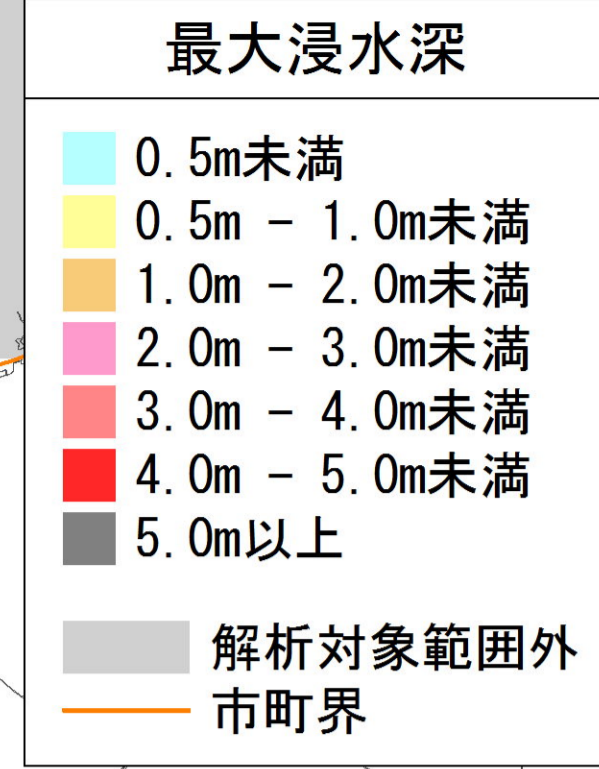 最大浸水深
0.5m未満
0.5m － 1.0m未満
1.0m － 2.0m未満
2.0m － 3.0m未満
3.0m － 4.0m未満
4.0m － 5.0m未満
5.0m以上
解析対象範囲外
市町界